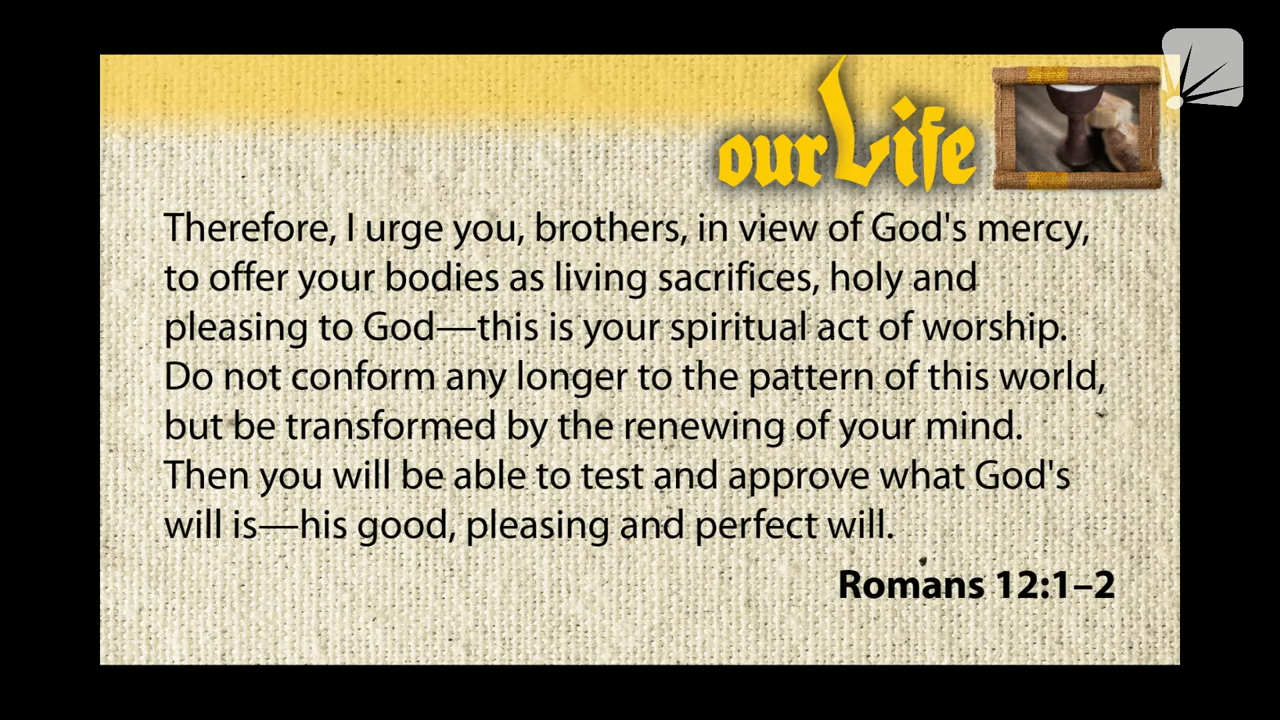 ourLife
Therefore, I urge you, brothers, in view of God's mercy,
to offer your bodies as living sacrifices, holy and
pleasing to God—this is your spiritual act of worship.
Do not conform any longer to the pattern of this world,
but be transformed by the renewing of your mind.
Then you will be able to test and approve what God's
will is—his good, pleasing and perfect will.
Romans 12:1–2